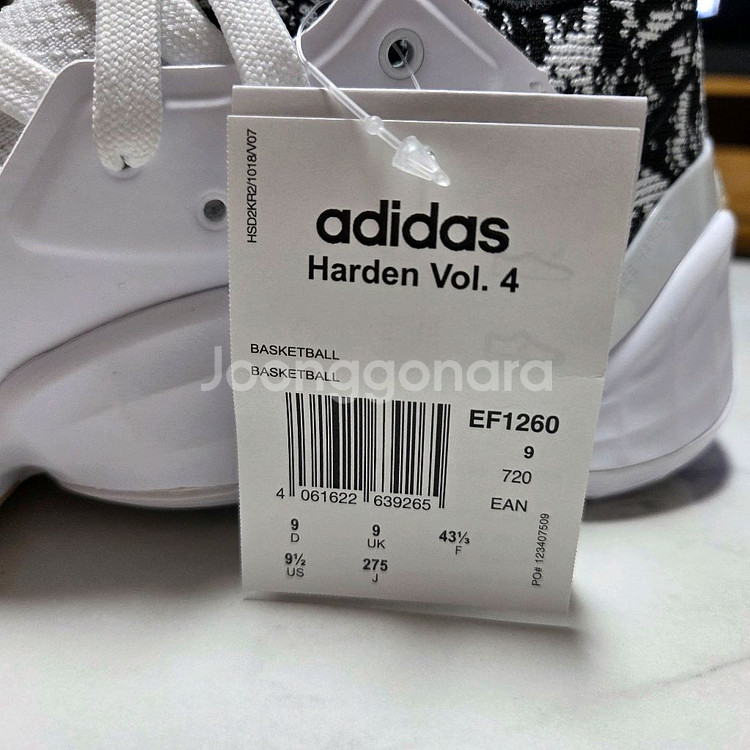 HSD2KR2/1018/V07
adidas
Harden Vol. 4
BASKETBALL
BASKETBALL
Joonggonara
EF1260
9
720
EAN
4 061622 639265
9 9 43⅓
D UK F
9½ 275
US J
PO# 123407509